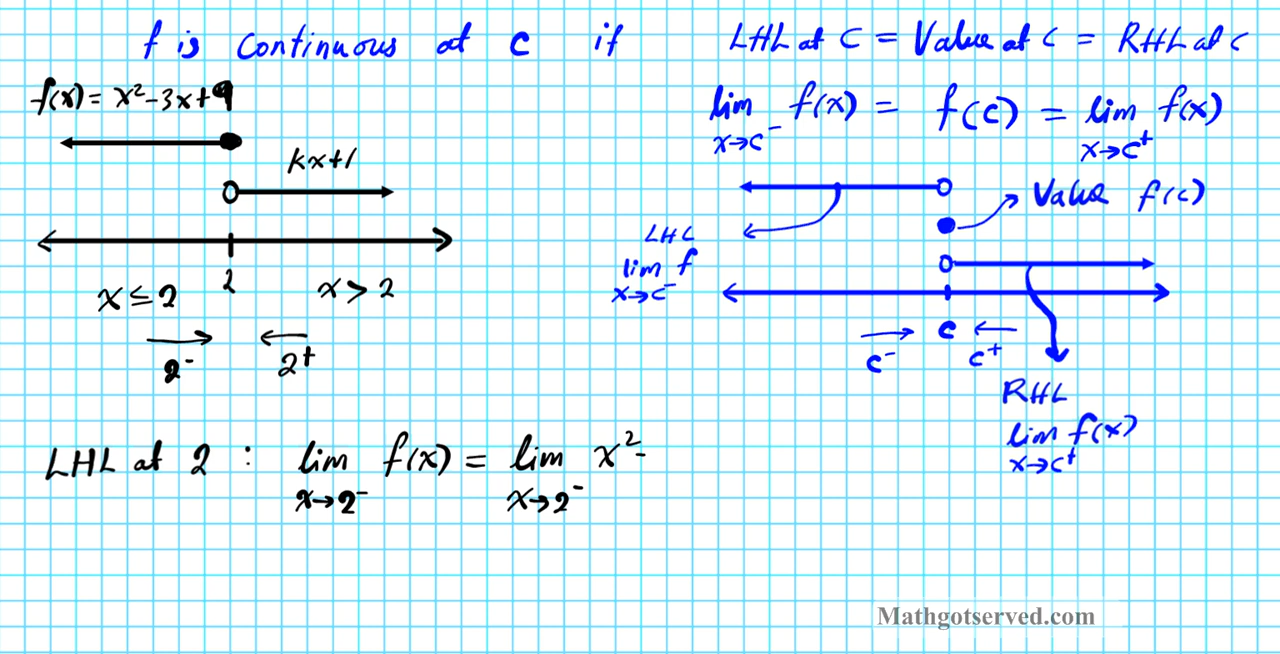 f is continuous at c if LHL at C = Value at c = RHL at c
f(x) = x²-3x+9
lim f(x) = f(c) = lim f(x)
x→c⁻ x→c⁺
kx+1
Value f(c)
LHL
lim f
x→c⁻
2
x ≤ 2 x > 2
2⁻ 2⁺
c
c⁻ c⁺
RHL
lim f(x)
x→c⁺
LHL at 2 : lim f(x) = lim x²-
x→2⁻ x→2⁻
Mathgotserved.com